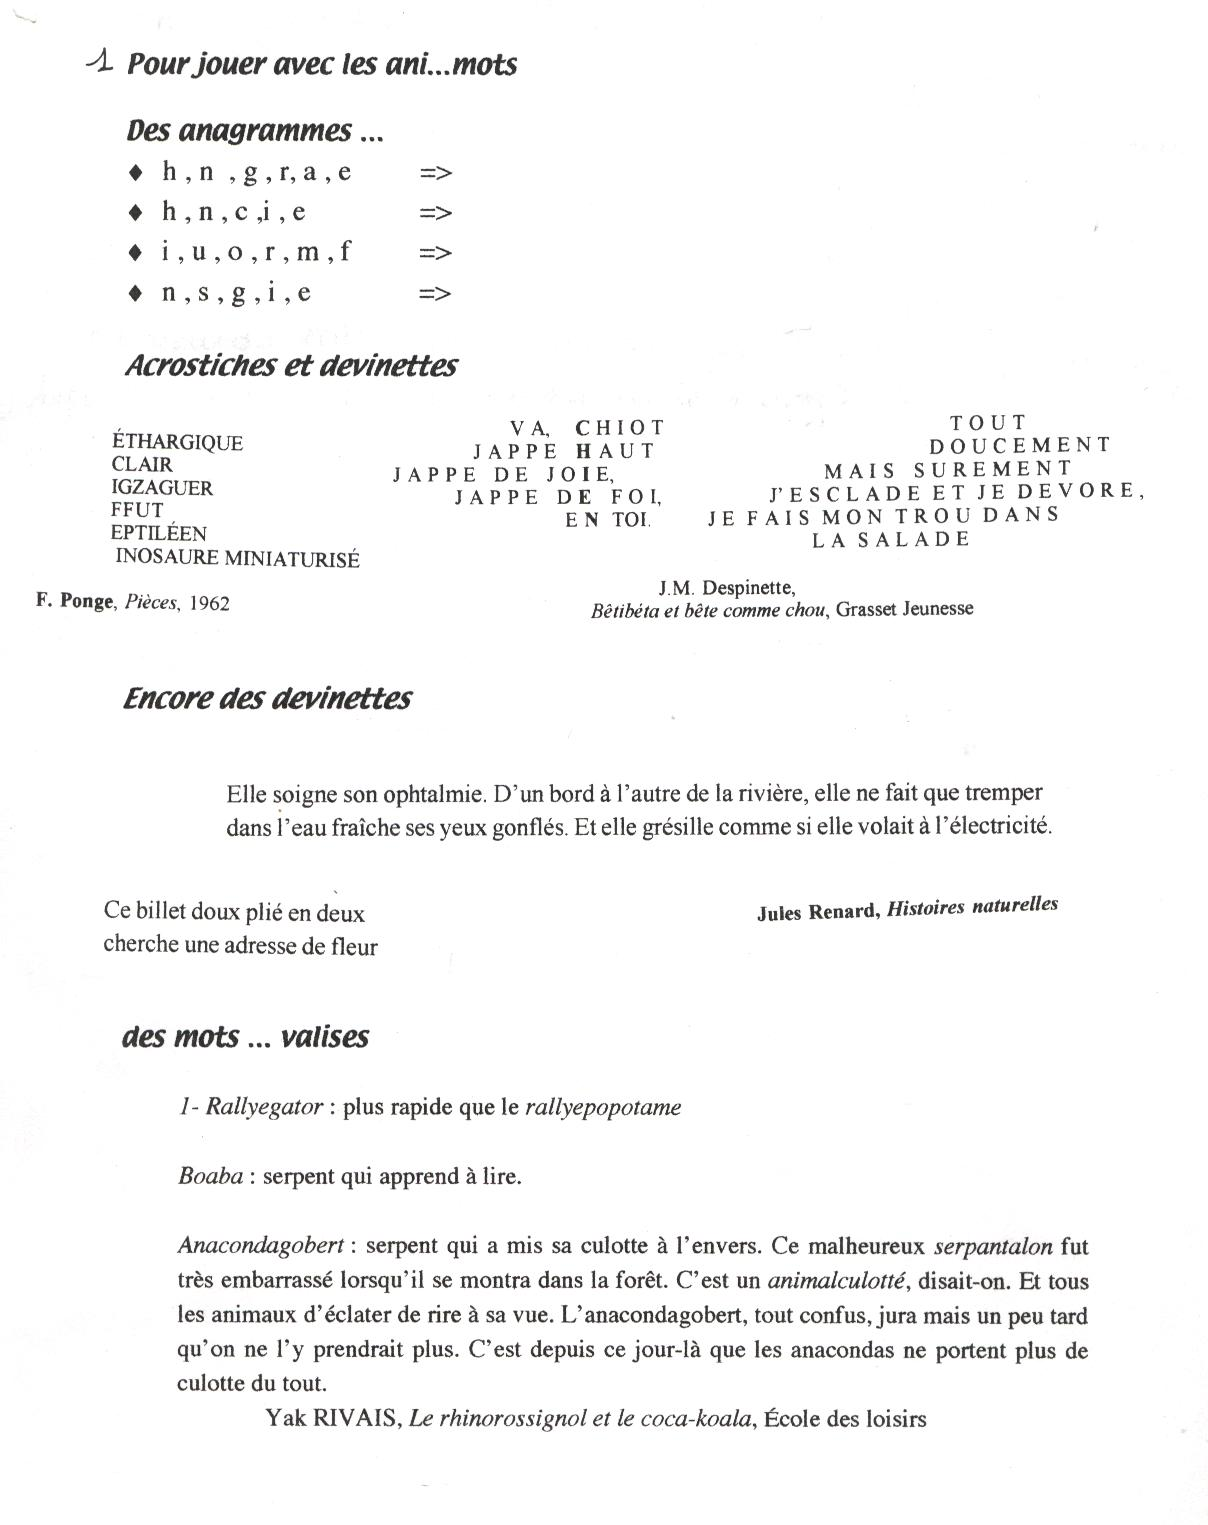 1 Pour jouer avec les ani...mots
Des anagrammes ...
♦ h , n , g , r, a , e =>
♦ h , n , c ,i , e =>
♦ i , u , o , r , m , f =>
♦ n , s , g , i , e =>
Acrostiches et devinettes
ÉTHARGIQUE
CLAIR
IGZAGUER
FFUT
EPTILÉEN
INOSAURE MINIATURISÉ
F. Ponge, Pièces, 1962
VA, CHIOT
JAPPE HAUT
JAPPE DE JOIE,
JAPPE DE FOI,
EN TOI.
TOUT
DOUCEMENT
MAIS SUREMENT
J'ESCLADE ET JE DEVORE,
JE FAIS MON TROU DANS
LA SALADE
J.M. Despinette,
Bêtibéta et bête comme chou, Grasset Jeunesse
Encore des devinettes
Elle soigne son ophtalmie. D'un bord à l'autre de la rivière, elle ne fait que tremper
dans l'eau fraîche ses yeux gonflés. Et elle grésille comme si elle volait à l'électricité.
Jules Renard, Histoires naturelles
Ce billet doux plié en deux
cherche une adresse de fleur
des mots ... valises
1- Rallyegator : plus rapide que le rallyepopotame
Boaba : serpent qui apprend à lire.
Anacondagobert : serpent qui a mis sa culotte à l'envers. Ce malheureux serpantalon fut
très embarrassé lorsqu'il se montra dans la forêt. C'est un animalculotté, disait-on. Et tous
les animaux d'éclater de rire à sa vue. L'anacondagobert, tout confus, jura mais un peu tard
qu'on ne l'y prendrait plus. C'est depuis ce jour-là que les anacondas ne portent plus de
culotte du tout.
Yak RIVAIS, Le rhinorossignol et le coca-koala, École des loisirs